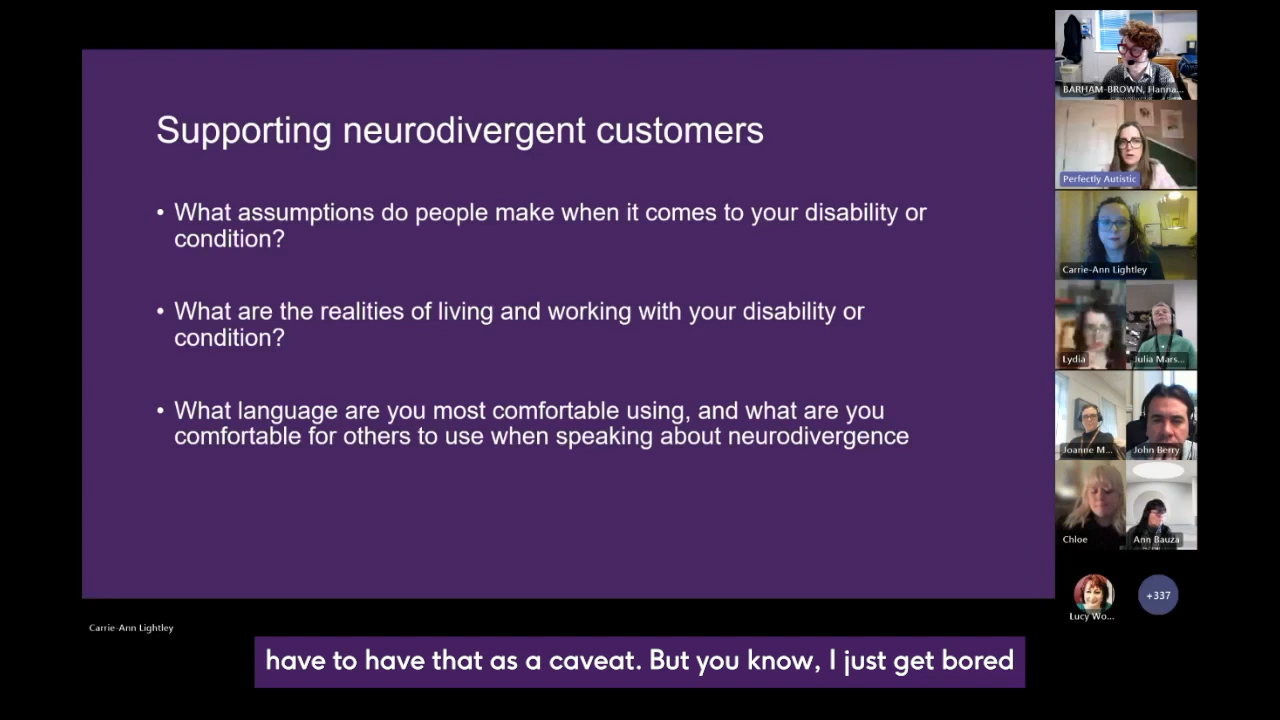 Supporting neurodivergent customers
• What assumptions do people make when it comes to your disability or
condition?
• What are the realities of living and working with your disability or
condition?
• What language are you most comfortable using, and what are you
comfortable for others to use when speaking about neurodivergence
BARHAM-BROWN, Hanna...
Perfectly Autistic
Carrie-Ann Lightley
Lydia
Julia Mars...
Joanne M...
John Berry
Chloe
Ann Bauza
Lucy Wo...
+337
Carrie-Ann Lightley
have to have that as a caveat. But you know, I just get bored